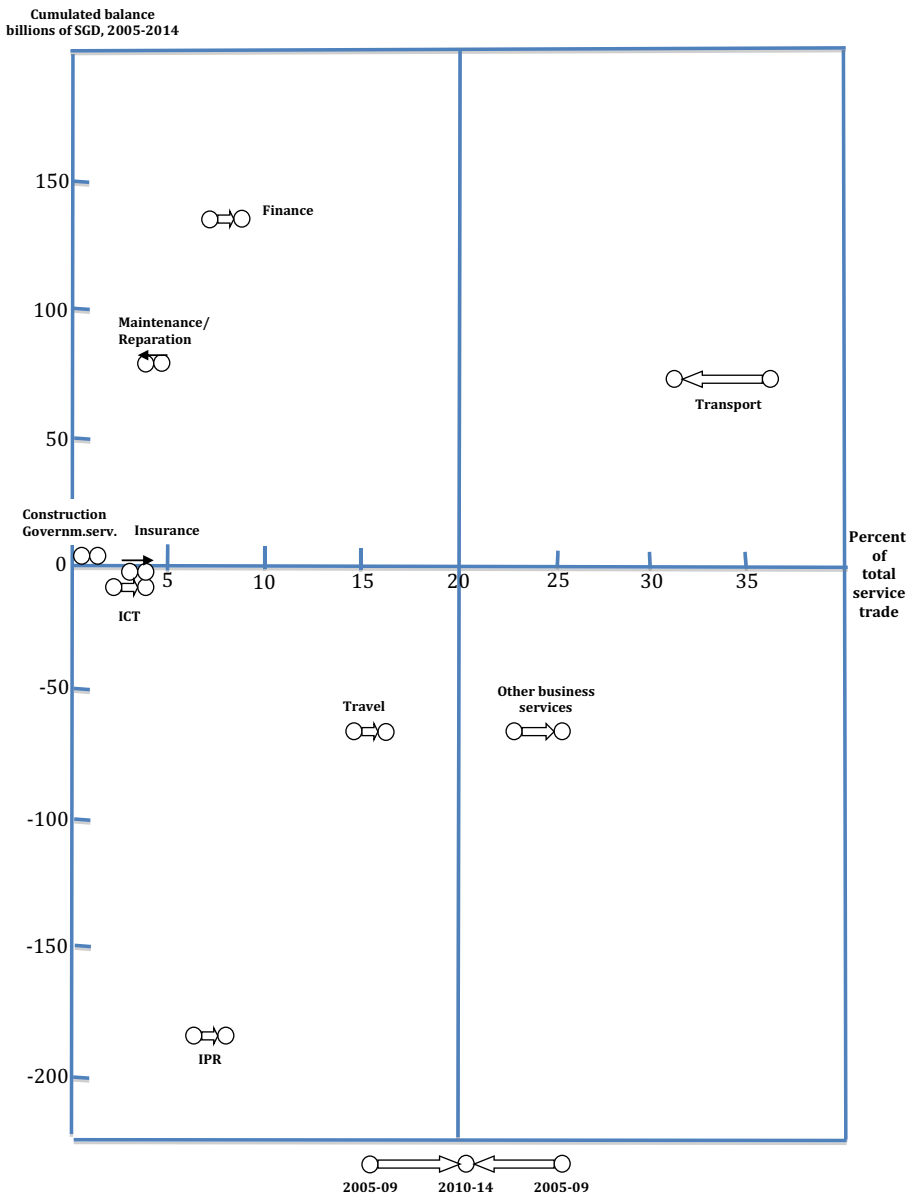 Cumulated balance
billions of SGD, 2005-2014
150
Finance
100
Maintenance/
Reparation
Transport
50
Construction
Governm.serv.
Insurance
Percent
of
total
service
trade
0
5
10
15
20
25
30
35
ICT
-50
Travel
Other business
services
-100
-150
IPR
-200
2005-09
2010-14
2005-09